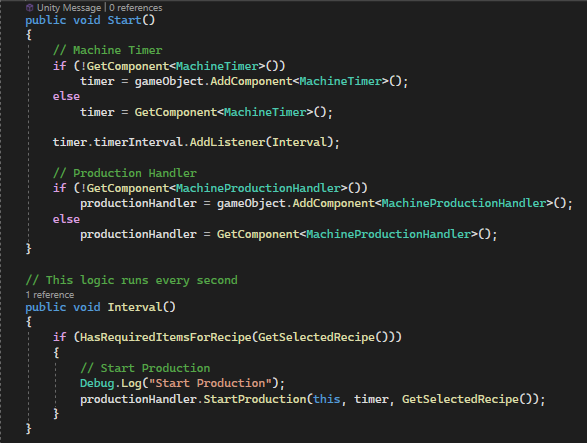 Unity Message | 0 references
public void Start()
{
// Machine Timer
if (!GetComponent<MachineTimer>())
timer = gameObject.AddComponent<MachineTimer>();
else
timer = GetComponent<MachineTimer>();
timer.timerInterval.AddListener(Interval);
// Production Handler
if (!GetComponent<MachineProductionHandler>())
productionHandler = gameObject.AddComponent<MachineProductionHandler>();
else
productionHandler = GetComponent<MachineProductionHandler>();
}
// This logic runs every second
1 reference
public void Interval()
{
if (HasRequiredItemsForRecipe(GetSelectedRecipe()))
{
// Start Production
Debug.Log("Start Production");
productionHandler.StartProduction(this, timer, GetSelectedRecipe());
}
}